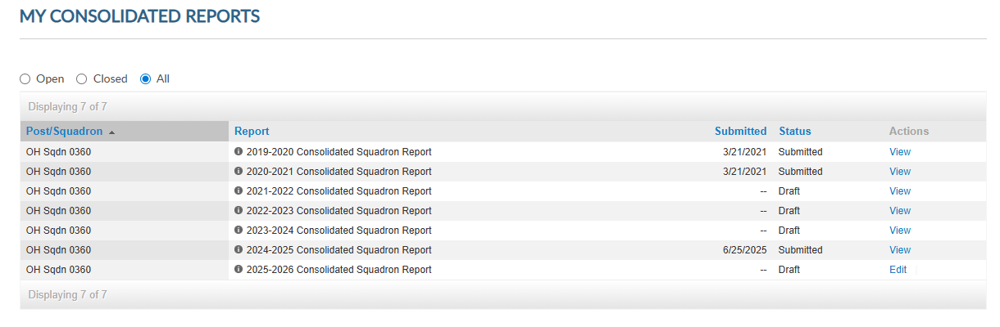 MY CONSOLIDATED REPORTS
Open Closed All
Displaying 7 of 7
Post/Squadron Report Submitted Status Actions
OH Sqdn 0360 2019-2020 Consolidated Squadron Report 3/21/2021 Submitted View
OH Sqdn 0360 2020-2021 Consolidated Squadron Report 3/21/2021 Submitted View
OH Sqdn 0360 2021-2022 Consolidated Squadron Report -- Draft View
OH Sqdn 0360 2022-2023 Consolidated Squadron Report -- Draft View
OH Sqdn 0360 2023-2024 Consolidated Squadron Report -- Draft View
OH Sqdn 0360 2024-2025 Consolidated Squadron Report 6/25/2025 Submitted View
OH Sqdn 0360 2025-2026 Consolidated Squadron Report -- Draft Edit
Displaying 7 of 7